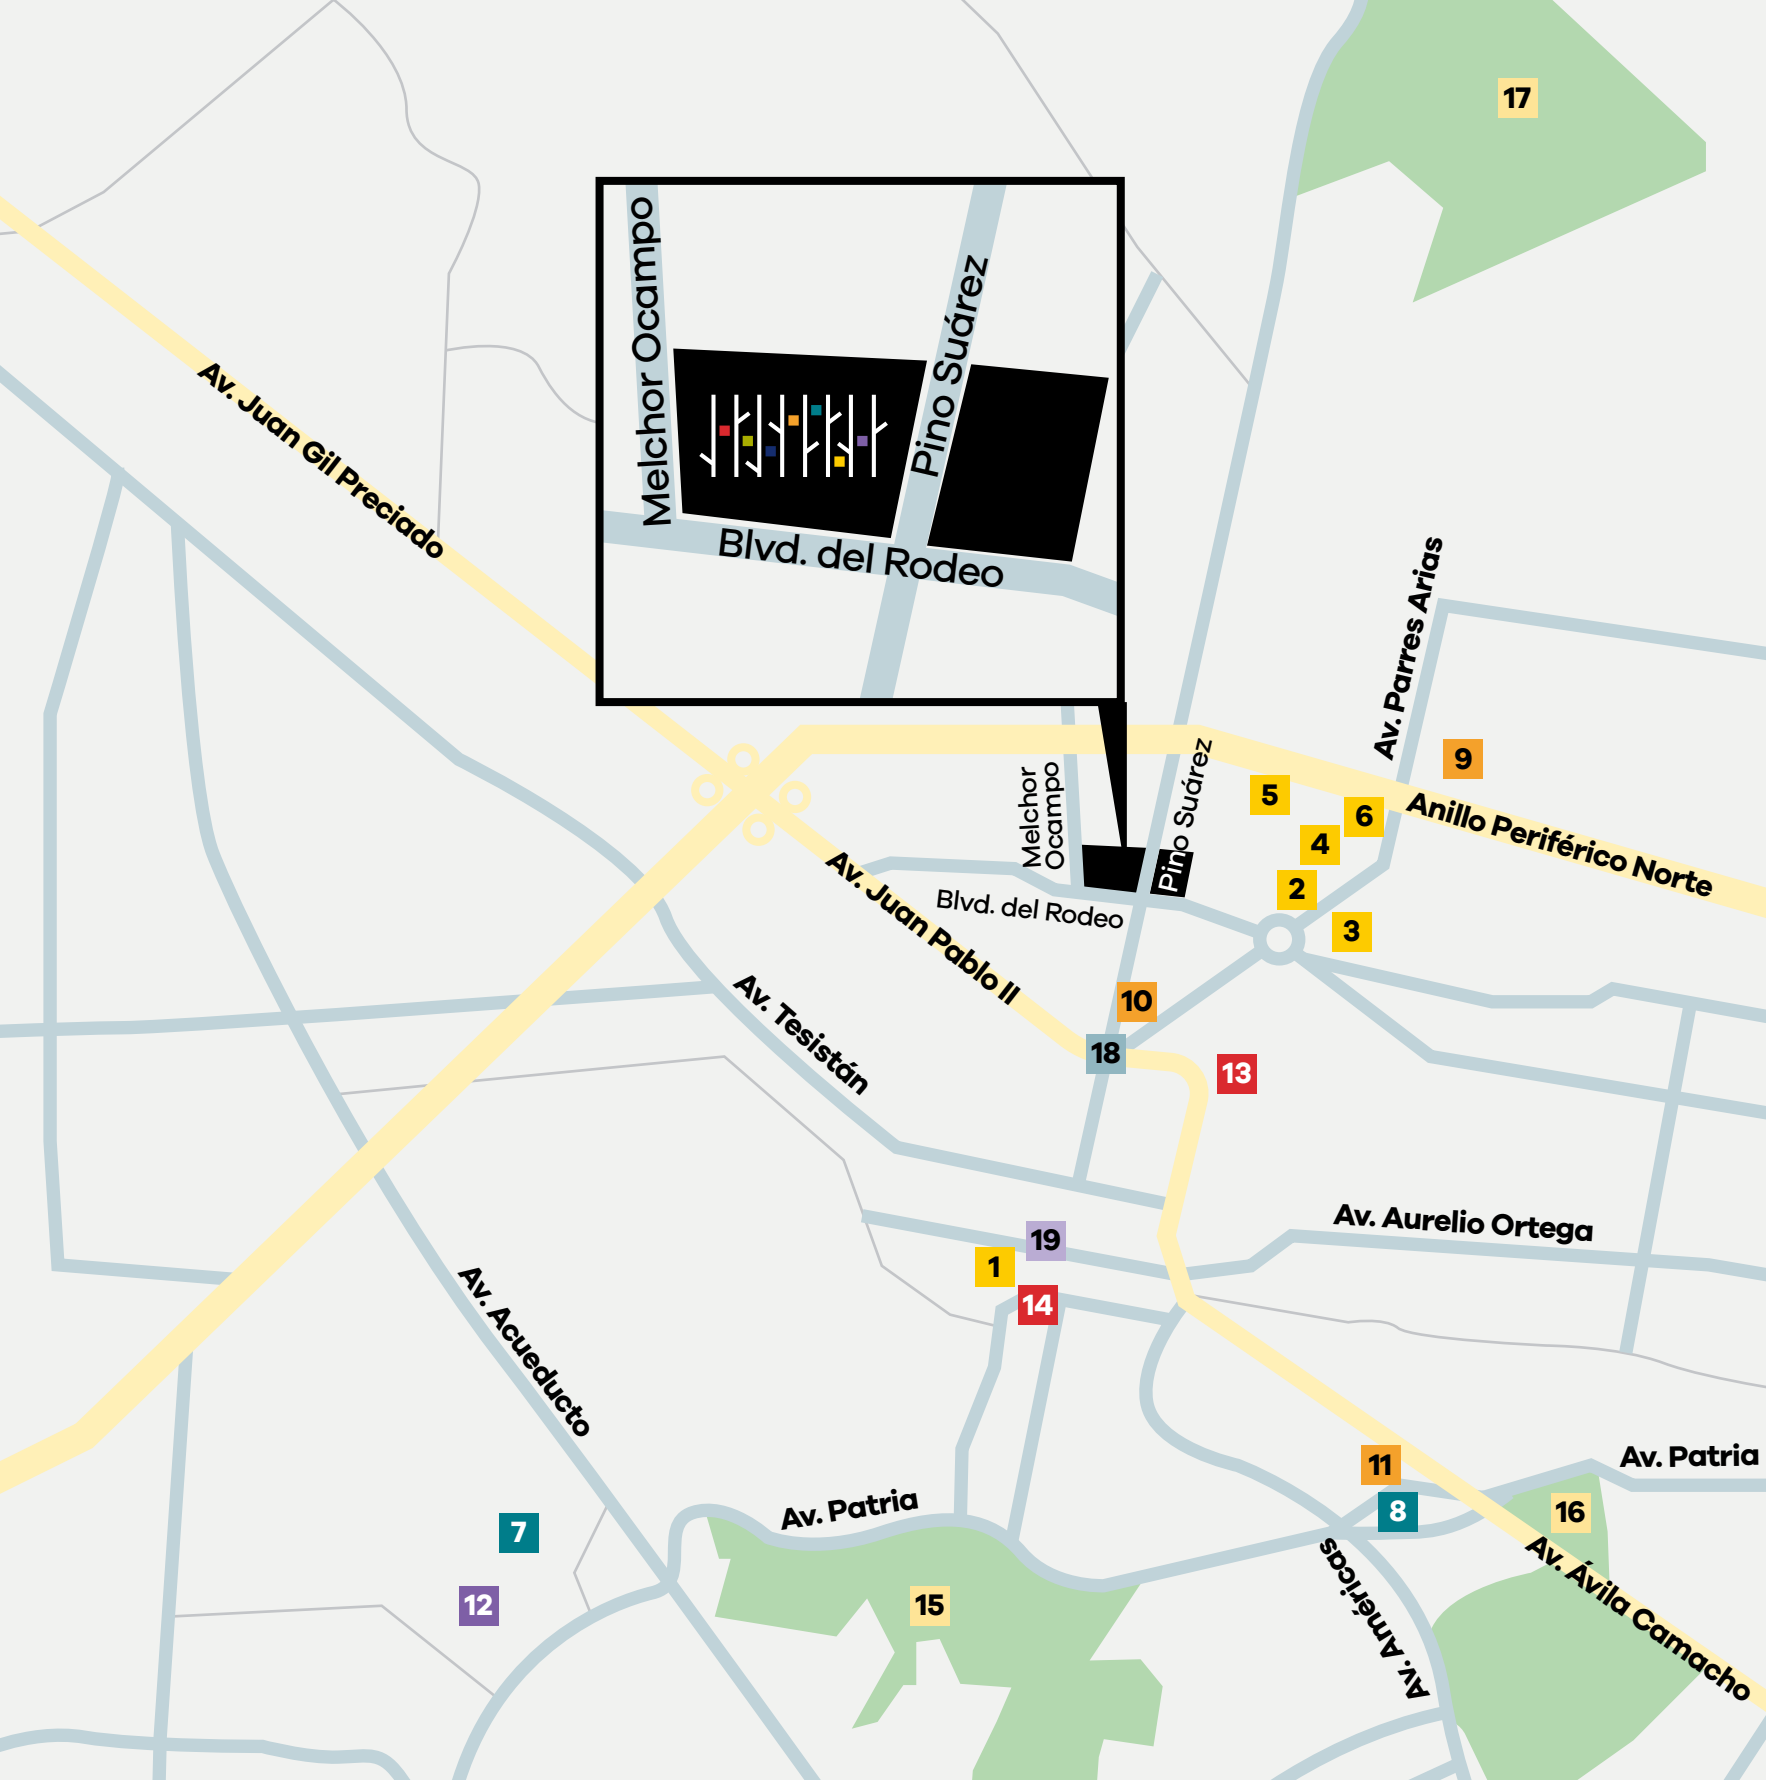 17
Melchor Ocampo
Pino Suárez
Blvd. del Rodeo
Av. Juan Gil Preciado
Av. Parres Arias
9
Melchor
Ocampo
Pino Suárez
5
6
4
2
3
Anillo Periférico Norte
Av. Juan Pablo II
Blvd. del Rodeo
Av. Tesistán
10
18
13
19
1
14
Av. Aurelio Ortega
Av. Acueducto
11
8
16
Av. Patria
Av. Patria
7
12
15
Av. Américas
Av. Ávila Camacho